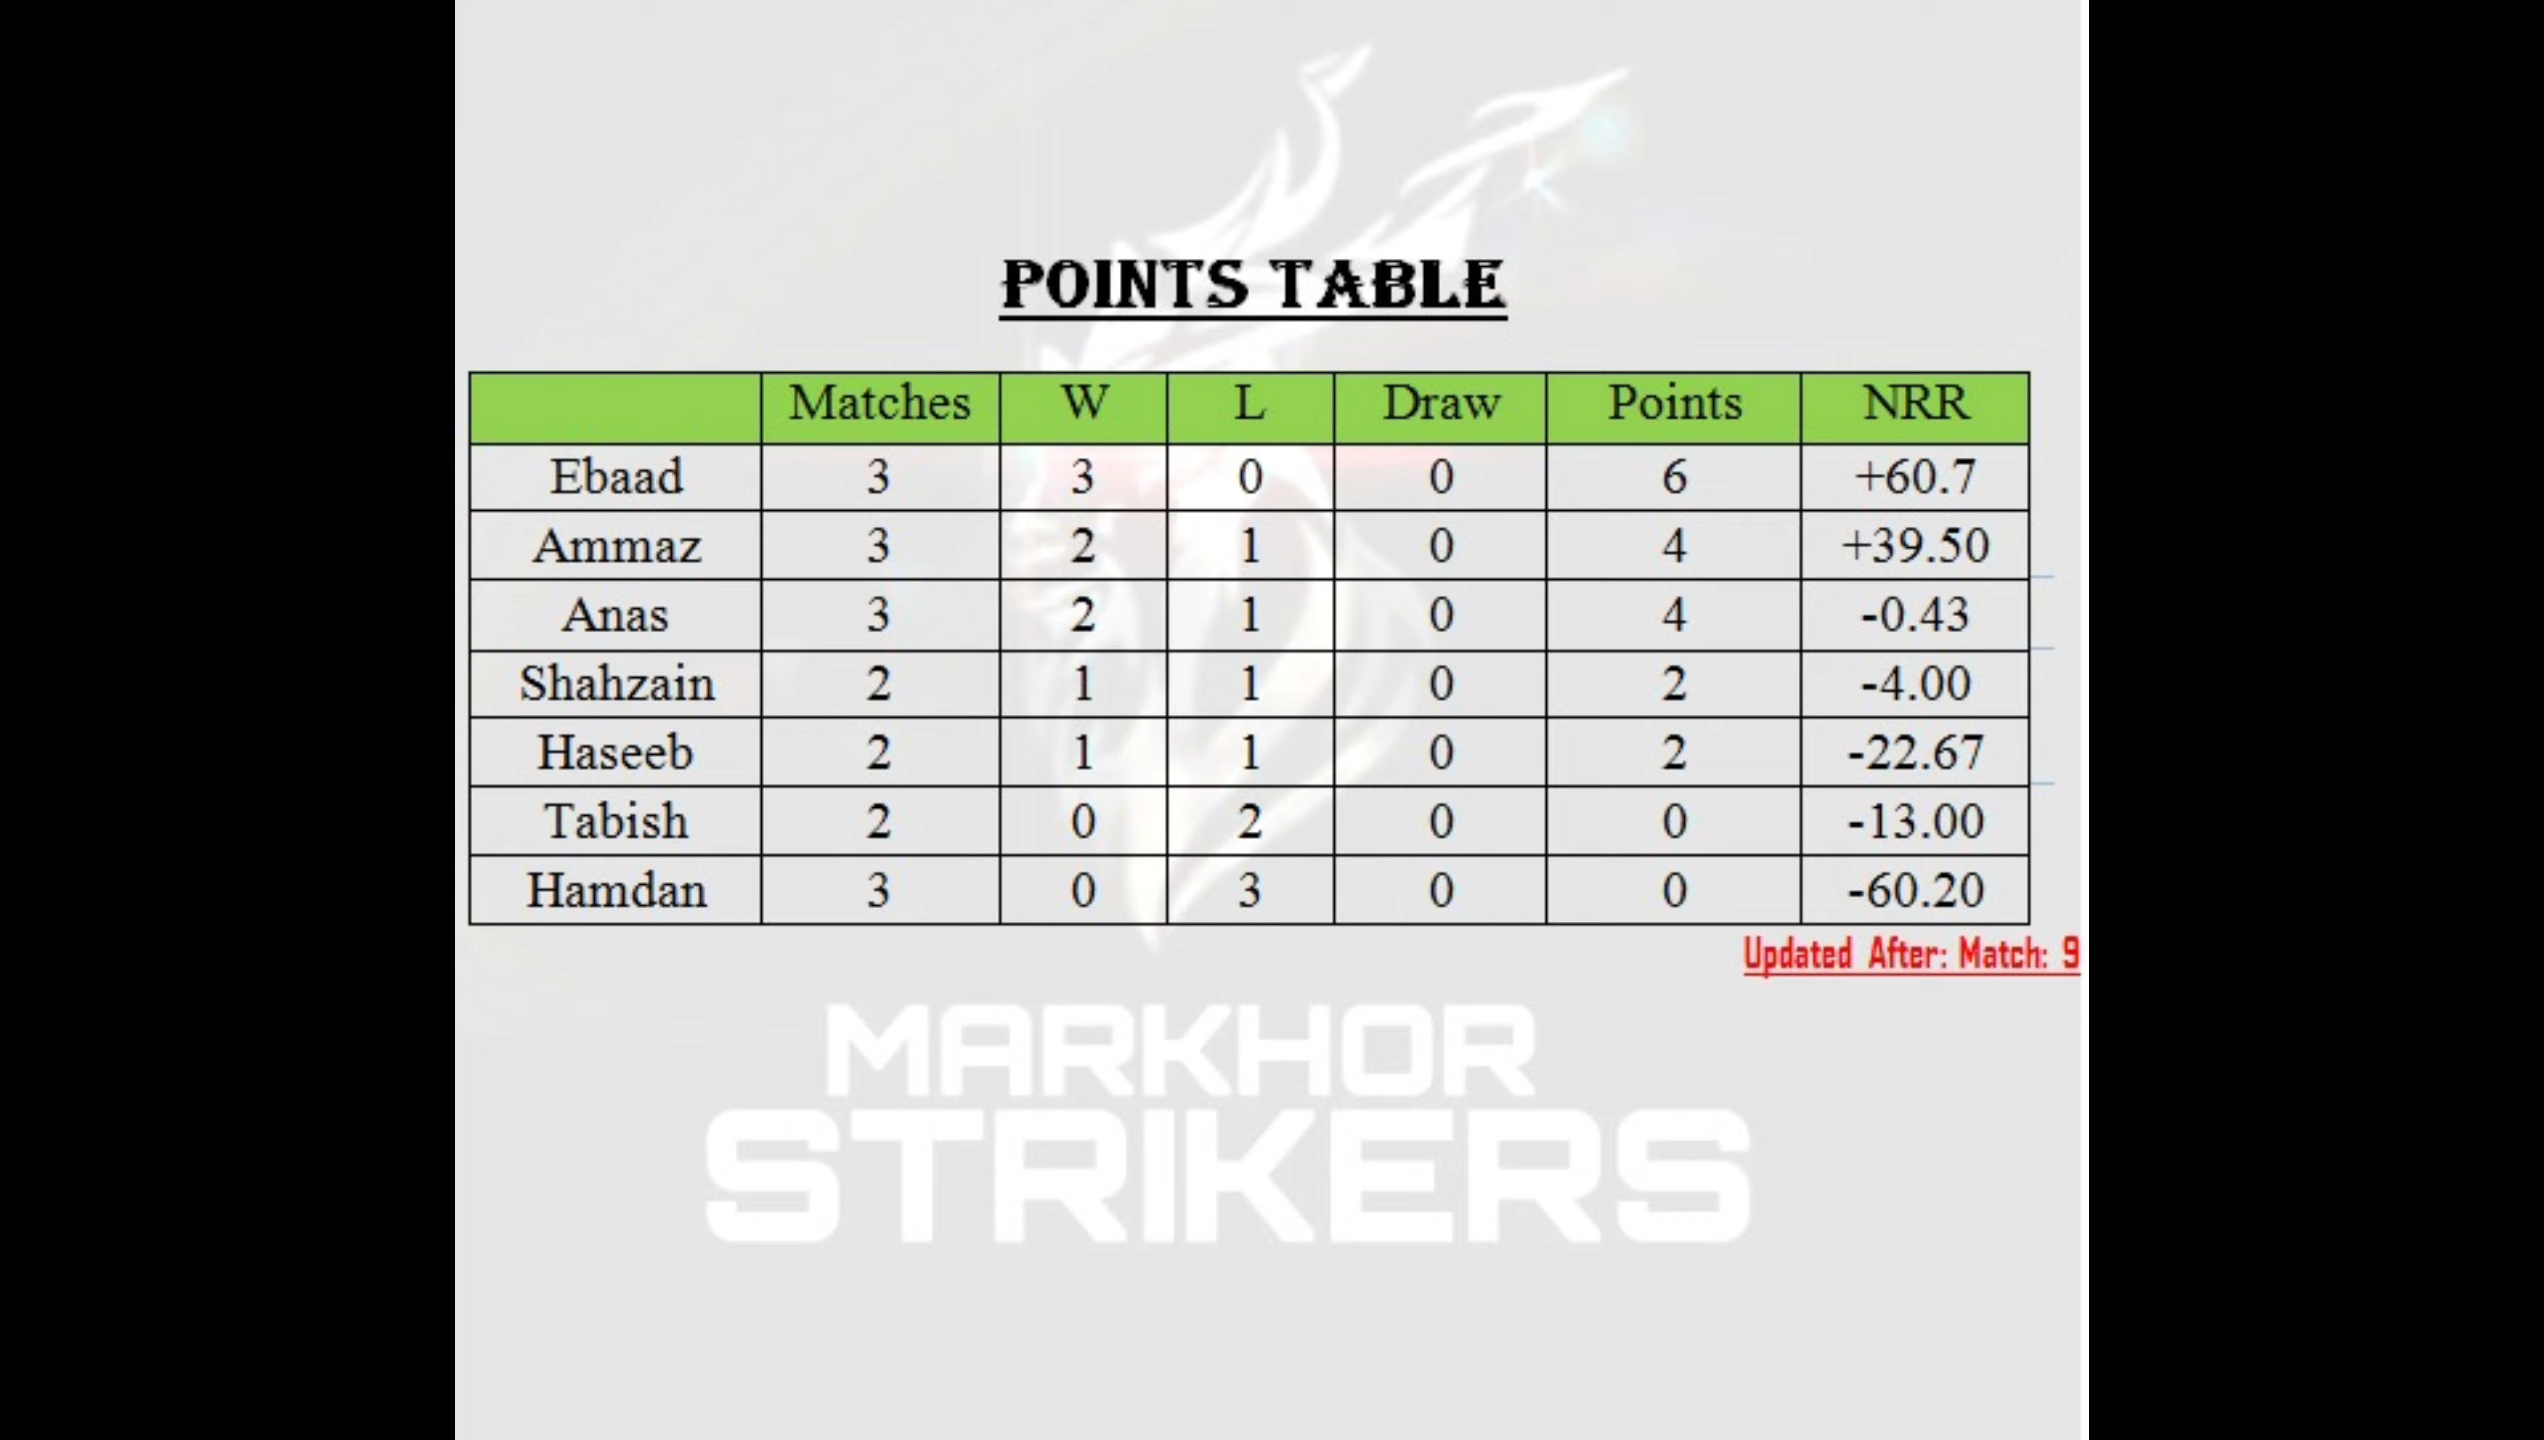 POINTS TABLE
Matches W L Draw Points NRR
Ebaad 3 3 0 0 6 +60.7
Ammaz 3 2 1 0 4 +39.50
Anas 3 2 1 0 4 -0.43
Shahzain 2 1 1 0 2 -4.00
Haseeb 2 1 1 0 2 -22.67
Tabish 2 0 2 0 0 -13.00
Hamdan 3 0 3 0 0 -60.20
Updated After: Match: 9
MARKHOR
STRIKERS